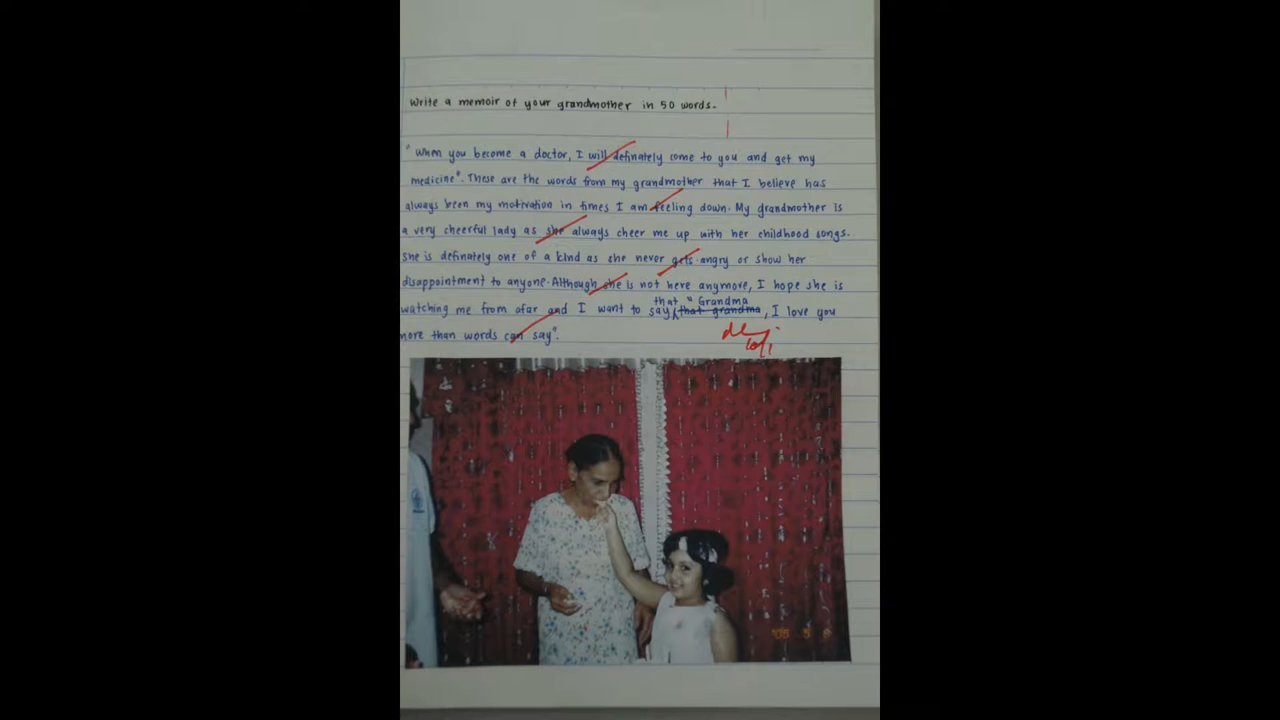 Write a memoir of your grandmother in 50 words.
"When you become a doctor, I will definately come to you and get my
medicine". These are the words from my grandmother that I believe has
always been my motivation in times I am feeling down. My grandmother is
a very cheerful lady as she always cheer me up with her childhood songs.
She is definately one of a kind as she never gets angry or show her
disappointment to anyone. Although she is not here anymore, I hope she is
that " Grandma
watching me from afar and I want to say that grandma, I love you
more than words can say".